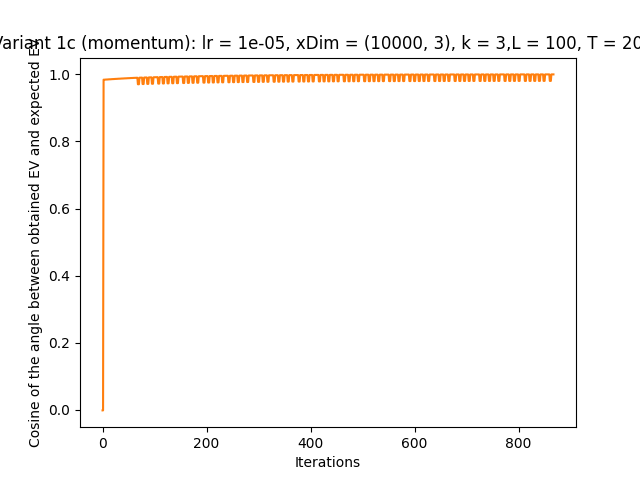 Variant 1c (momentum): lr = 1e-05, xDim = (10000, 3), k = 3,L = 100, T = 20
Cosine of the angle between obtained EV and expected EV
1.0
0.8
0.6
0.4
0.2
0.0
0 200 400 600 800
Iterations